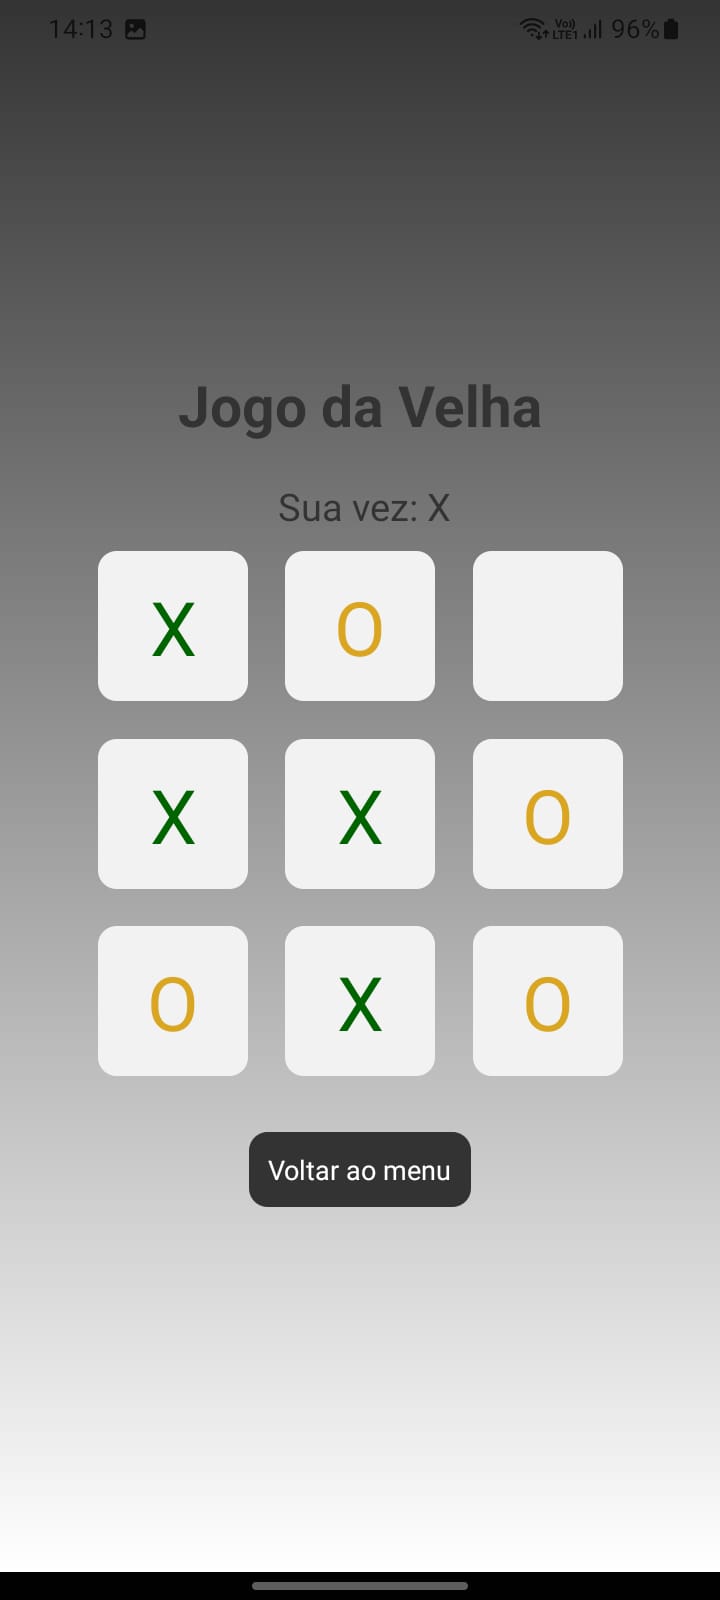 14:13 Vo)) LTE1 96%
Jogo da Velha
Sua vez: X
X O
X X O
O X O
Voltar ao menu